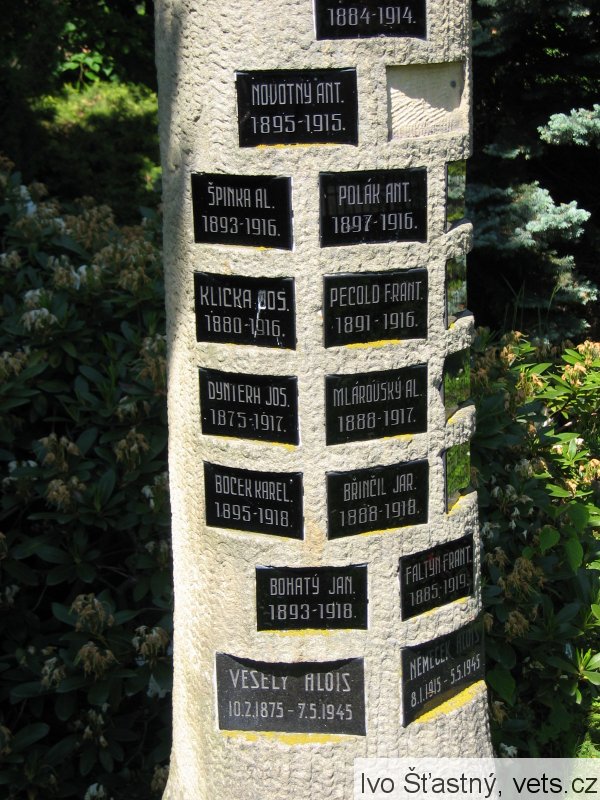 1884-1914.
NOVOTNÝ ANT.
1895-1915.
ŠPINKA AL.
1893-1916.
POLÁK ANT.
1897-1916.
KLICKA JOS.
1880-1916.
PECOLD FRANT.
1891-1916.
DYNTERA JOS.
1875-1917.
MLÁROVSKÝ AL.
1888-1917.
BOČEK KAREL.
1895-1918.
BŘINČIL JAR.
1888-1918.
BOHATÝ JAN.
1893-1918.
FALTÝN FRANT.
1885-1919.
VESELÝ ALOIS
10.2.1875 - 7.5.1945
NĚMEČEK ALOIS
8.1.1915 - 5.5.1945
Ivo Šťastný, vets.cz